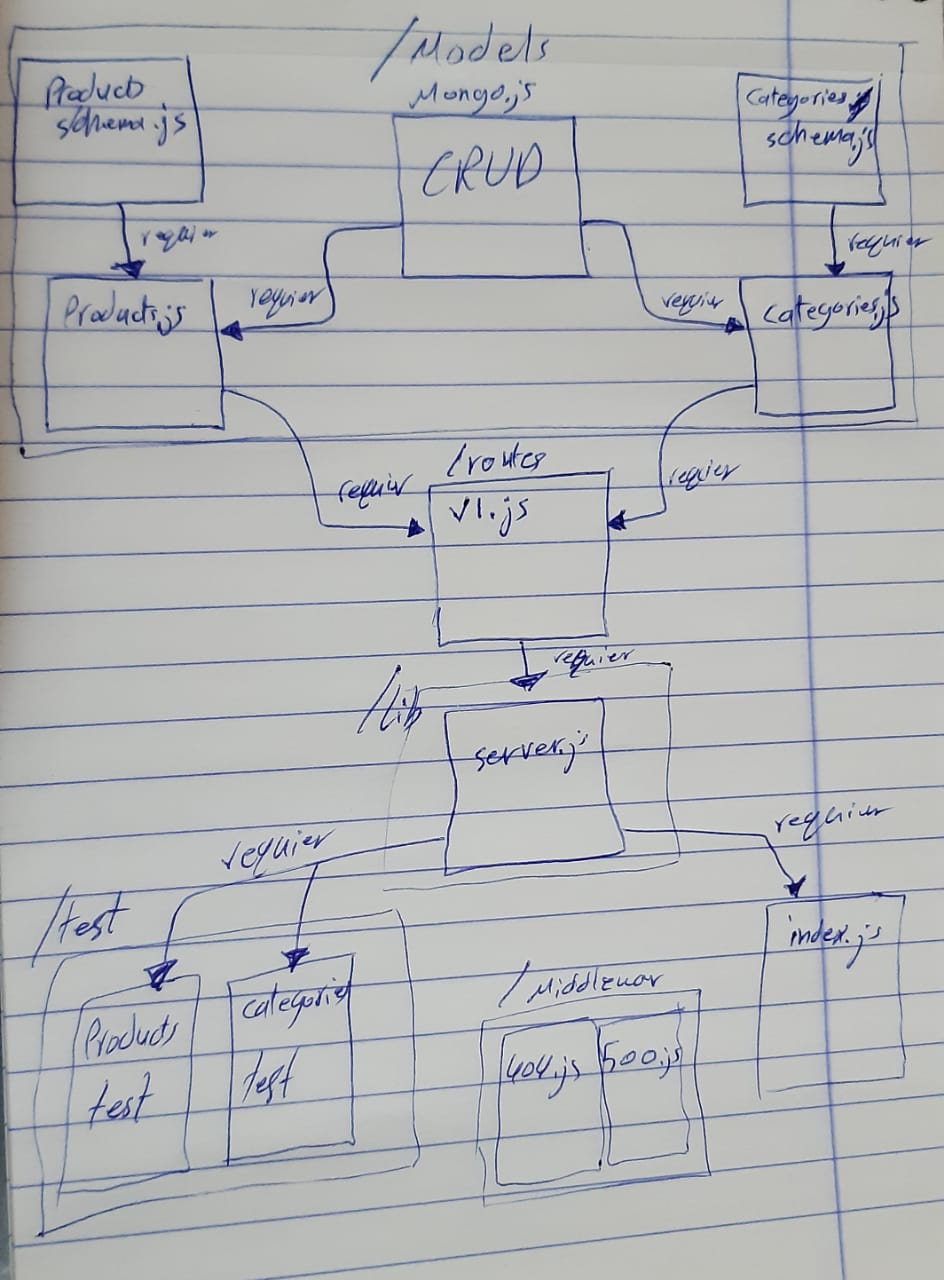 /Models
Products
schema.js
Mongo.js
CRUD
Categories
schema.js
requier
requier
requier
requier
Products.js
Categories.js
requier
requier
/routes
v1.js
requier
/lib
server.js
requier
requier
/test
Products
test
categories
test
/Middlewar
404.js
500.js
index.js